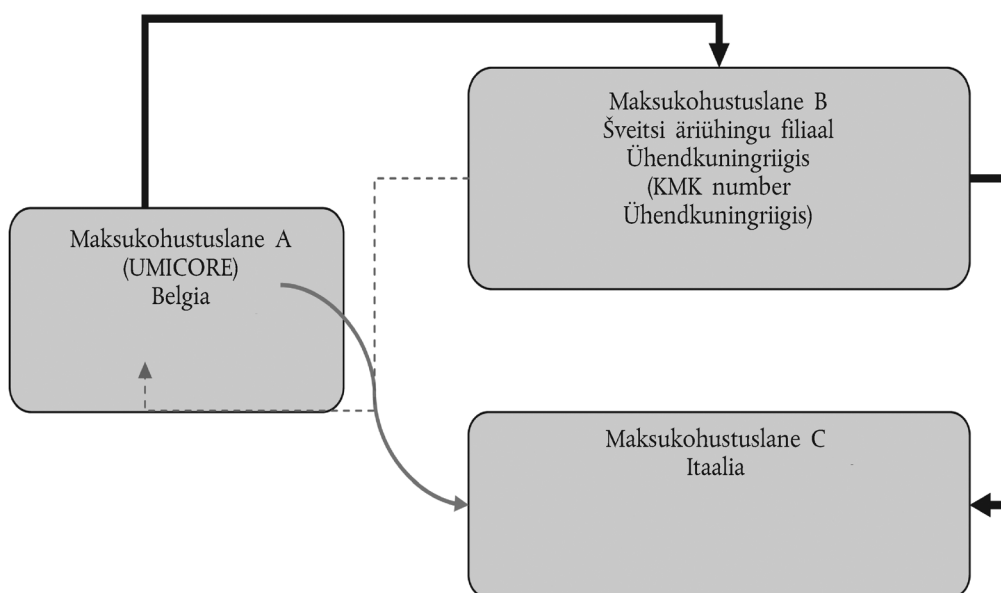 Maksukohustuslane B
Šveitsi äriühingu filiaal
Ühendkuningriigis
(KMK number
Ühendkuningriigis)
Maksukohustuslane A
(UMICORE)
Belgia
Maksukohustuslane C
Itaalia